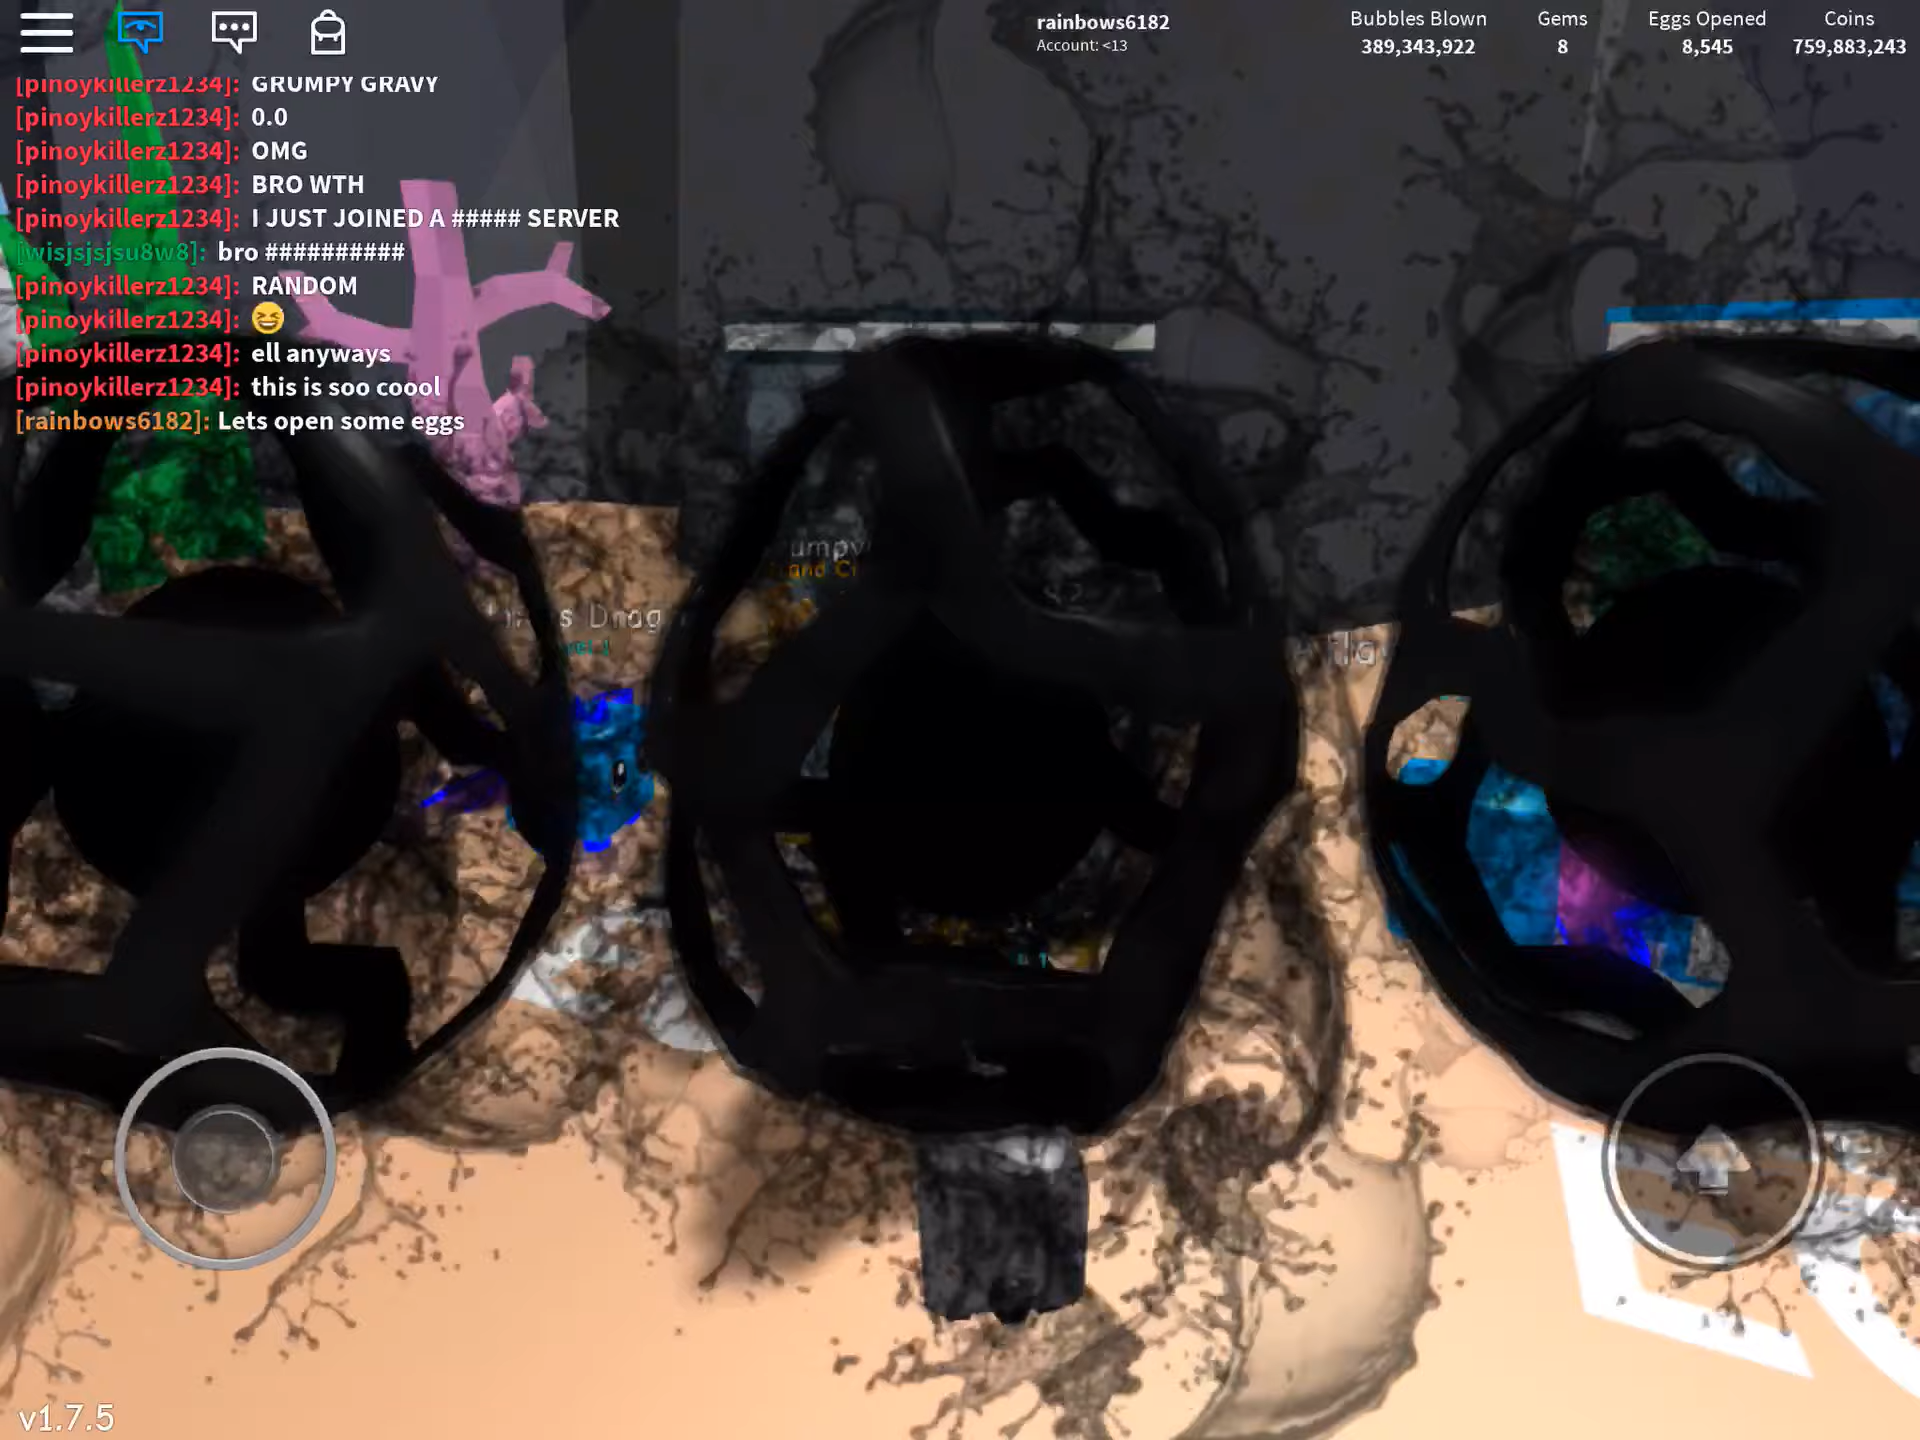 rainbows6182
Account: <13
Bubbles Blown
389,343,922
Gems
8
Eggs Opened
8,545
Coins
759,883,243
[pinoykillerz1234]: GRUMPY GRAVY
[pinoykillerz1234]: 0.0
[pinoykillerz1234]: OMG
[pinoykillerz1234]: BRO WTH
[pinoykillerz1234]: I JUST JOINED A ##### SERVER
[wisjsjsjsu8w8]: bro ##########
[pinoykillerz1234]: RANDOM
[pinoykillerz1234]: 😆
[pinoykillerz1234]: ell anyways
[pinoykillerz1234]: this is soo coool
[rainbows6182]: Lets open some eggs
v1.7.5